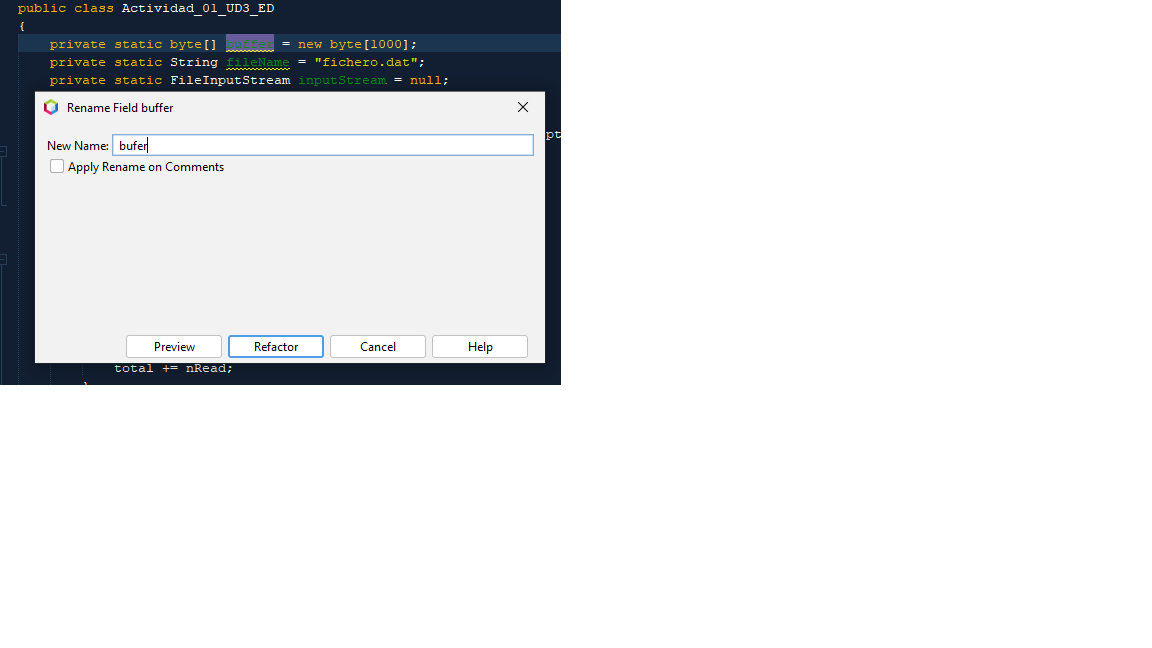 public class Actividad_01_UD3_ED
{
private static byte[] buffer = new byte[1000];
private static String fileName = "fichero.dat";
private static FileInputStream inputStream = null;
Rename Field buffer
pt
New Name: bufer
Apply Rename on Comments
Preview Refactor Cancel Help
total += nRead;